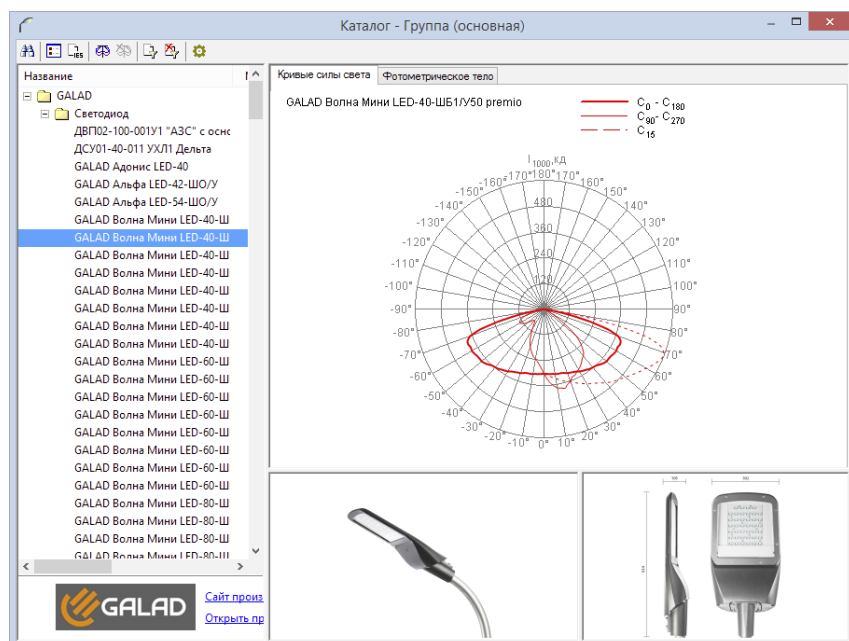 Каталог - Группа (основная)
Название
GALAD
Светодиод
ДВП02-100-001У1 "АЗС" с осно
ДСУ01-40-011 УХЛ1 Дельта
GALAD Адонис LED-40
GALAD Альфа LED-42-ШО/У
GALAD Альфа LED-54-ШО/У
GALAD Волна Мини LED-40-Ш
GALAD Волна Мини LED-40-Ш
GALAD Волна Мини LED-40-Ш
GALAD Волна Мини LED-40-Ш
GALAD Волна Мини LED-40-Ш
GALAD Волна Мини LED-40-Ш
GALAD Волна Мини LED-40-Ш
GALAD Волна Мини LED-40-Ш
GALAD Волна Мини LED-60-Ш
GALAD Волна Мини LED-60-Ш
GALAD Волна Мини LED-60-Ш
GALAD Волна Мини LED-60-Ш
GALAD Волна Мини LED-60-Ш
GALAD Волна Мини LED-60-Ш
GALAD Волна Мини LED-60-Ш
GALAD Волна Мини LED-60-Ш
GALAD Волна Мини LED-80-Ш
GALAD Волна Мини LED-80-Ш
GALAD Волна Мини LED-80-Ш
GALAD Волна Мини LED-80-Ш
GALAD
Сайт произ
Открыть пр
Кривые силы света Фотометрическое тело
GALAD Волна Мини LED-40-ШБ1/У50 premio
C0 - C180
C90 - C270
C15
I1000,кд
-170°180°170°
-160° 160°
-150° 150°
-140° 140°
-130° 130°
-120° 120°
-110° 110°
-100° 100°
-90° 90°
-80° 80°
-70° 70°
-60° 60°
-50° 50°
-40° 40°
-30° 30°
-20° -10° 0° 10° 20°
480
360
240
120